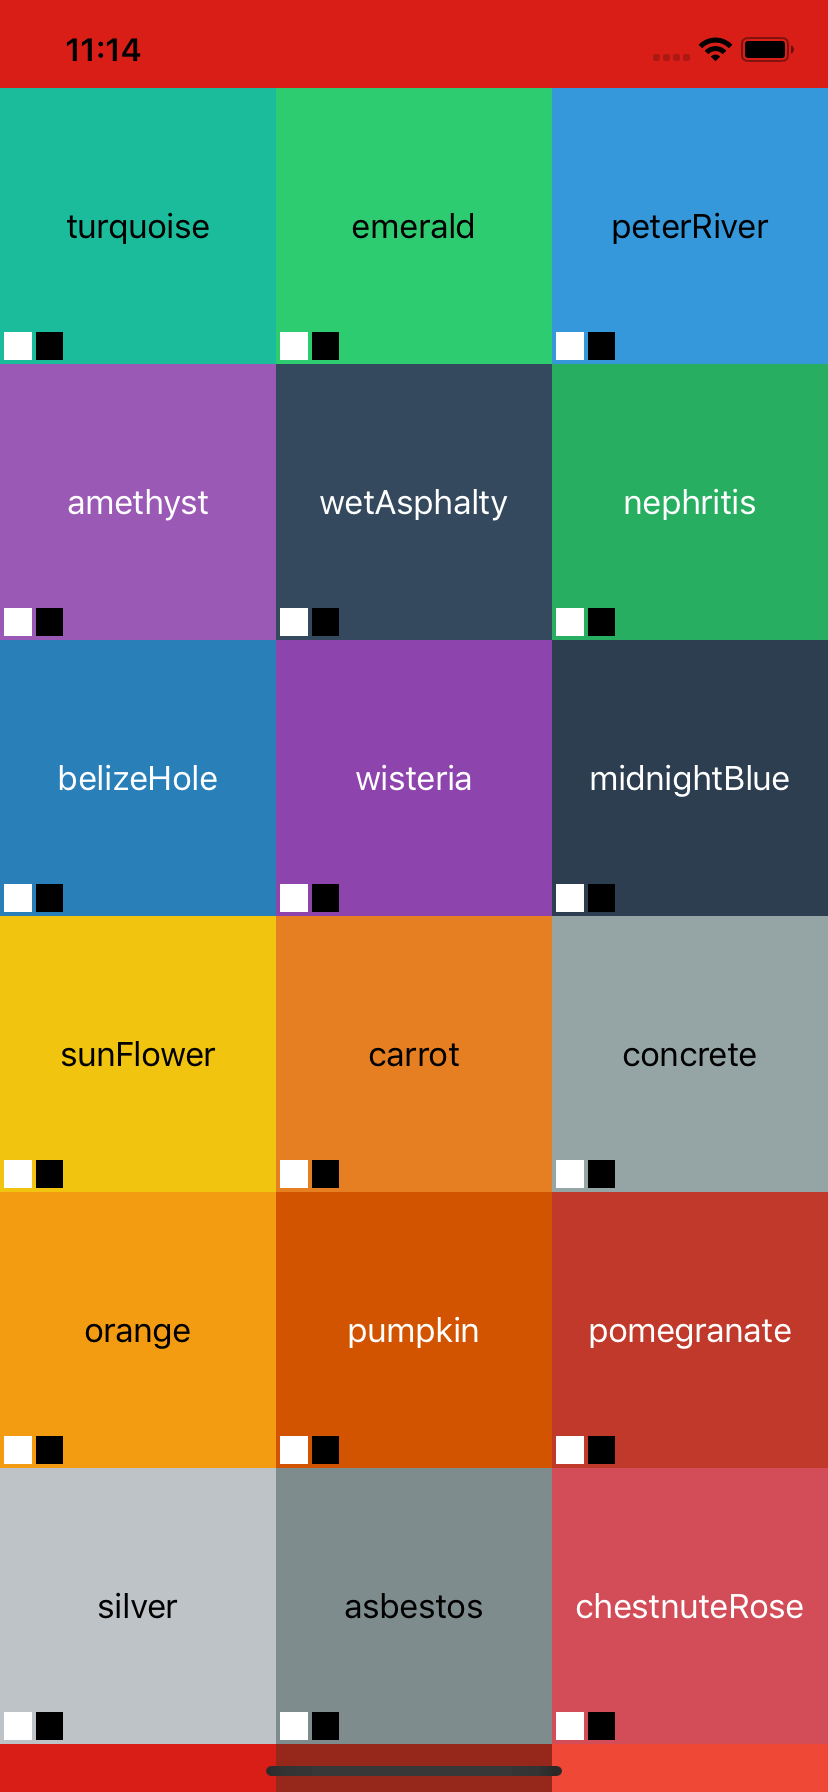 11:14
turquoise
emerald
peterRiver
amethyst
wetAsphalty
nephritis
belizeHole
wisteria
midnightBlue
sunFlower
carrot
concrete
orange
pumpkin
pomegranate
silver
asbestos
chestnuteRose